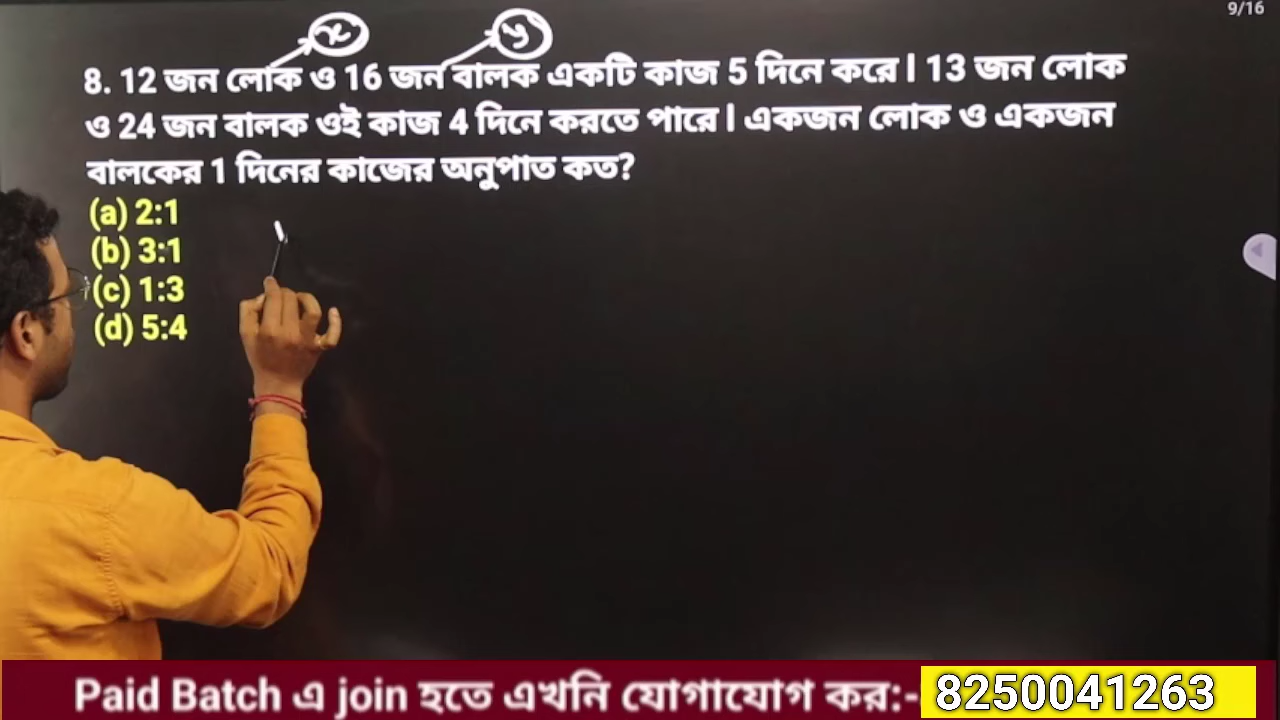 9/16
x y
8. 12 জন লোক ও 16 জন বালক একটি কাজ 5 দিনে করে l 13 জন লোক
ও 24 জন বালক ওই কাজ 4 দিনে করতে পারে l একজন লোক ও একজন
বালকের 1 দিনের কাজের অনুপাত কত?
(a) 2:1
(b) 3:1
(c) 1:3
(d) 5:4
Paid Batch এ join হতে এখনি যোগাযোগ কর:- 8250041263